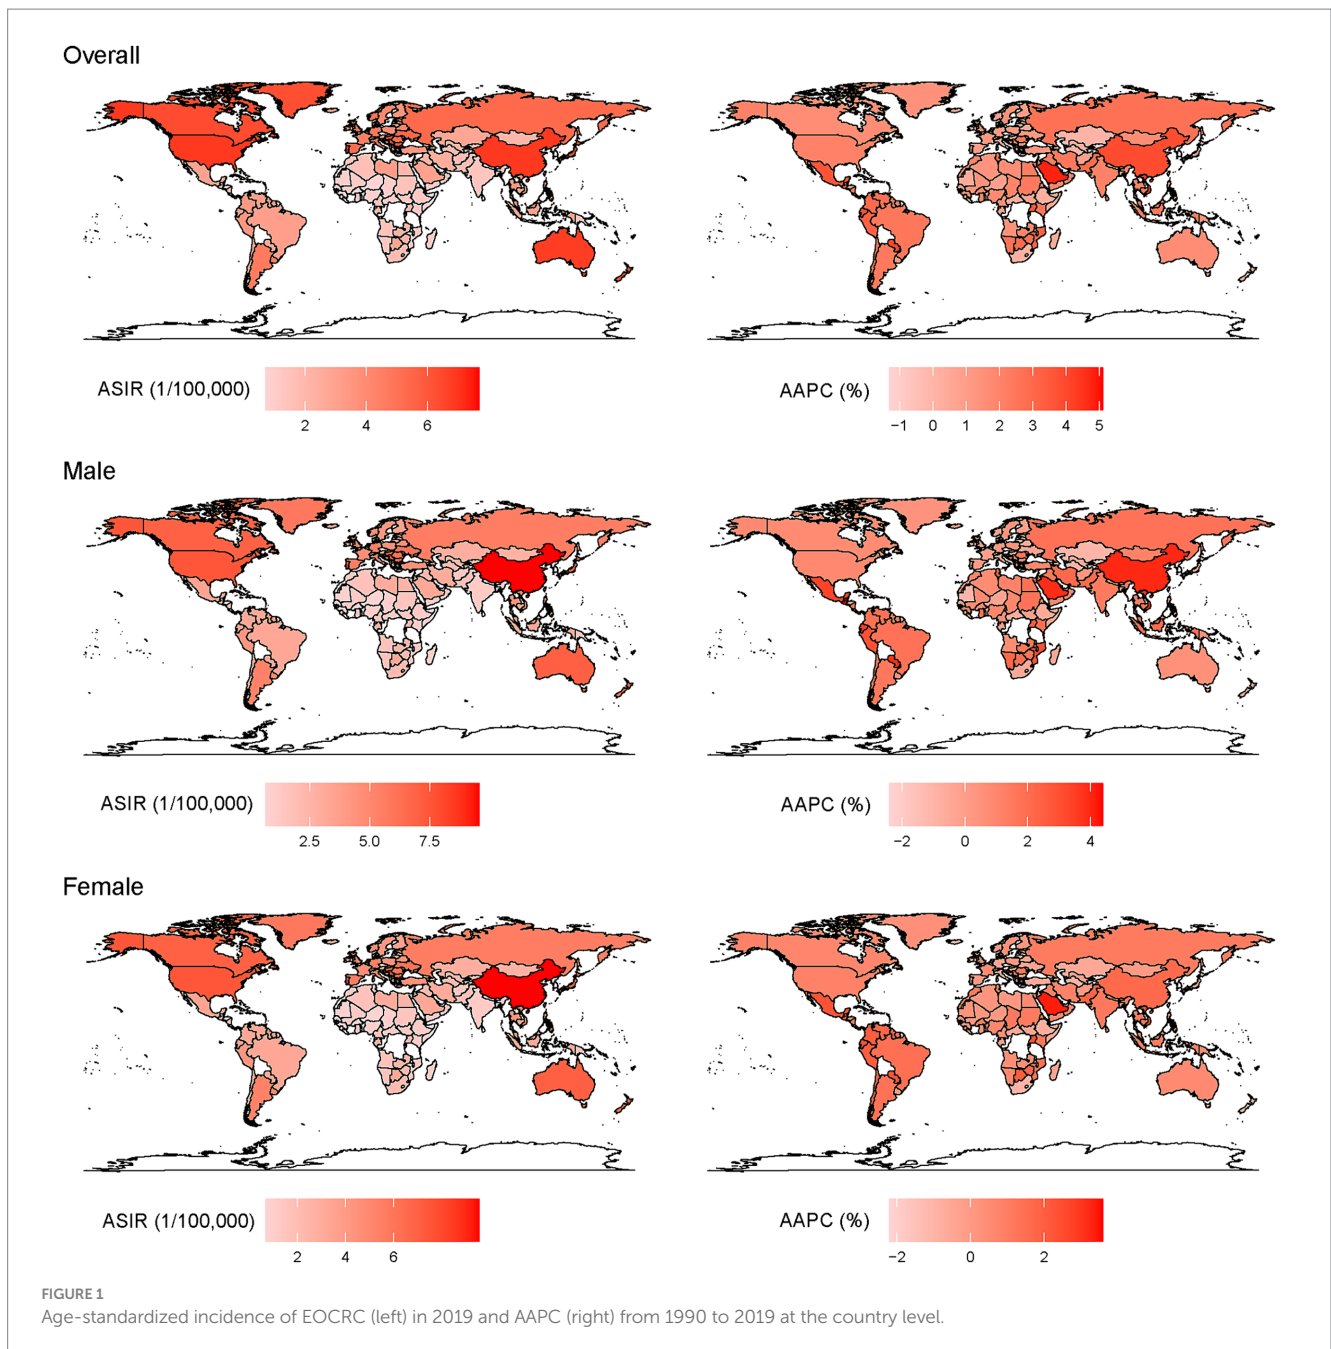 Overall
ASIR (1/100,000)
2 4 6
AAPC (%)
−1 0 1 2 3 4 5
Male
ASIR (1/100,000)
2.5 5.0 7.5
AAPC (%)
−2 0 2 4
Female
ASIR (1/100,000)
2 4 6
AAPC (%)
−2 0 2
FIGURE 1
Age-standardized incidence of EOCRC (left) in 2019 and AAPC (right) from 1990 to 2019 at the country level.